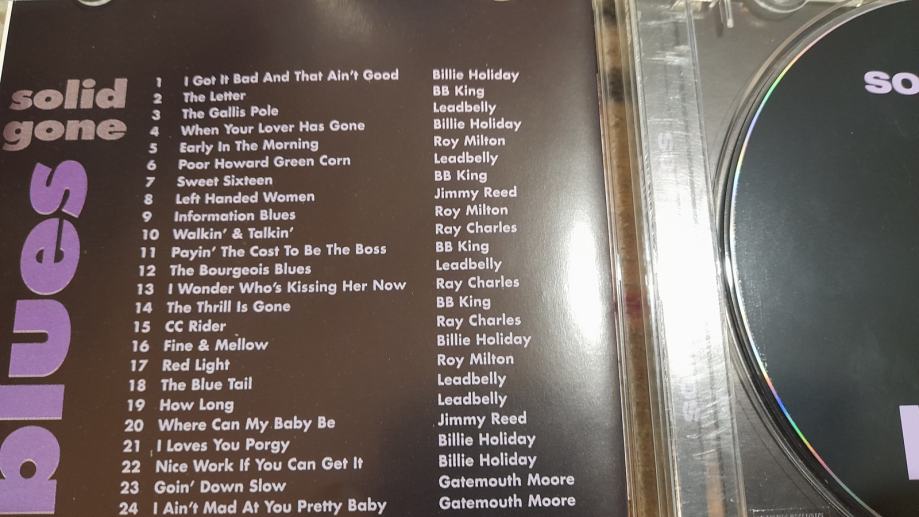 solid
gone
blues
1 I Got It Bad And That Ain't Good Billie Holiday
2 The Letter BB King
3 The Gallis Pole Leadbelly
4 When Your Lover Has Gone Billie Holiday
5 Early In The Morning Roy Milton
6 Poor Howard Green Corn Leadbelly
7 Sweet Sixteen BB King
8 Left Handed Women Jimmy Reed
9 Information Blues Roy Milton
10 Walkin' & Talkin' Ray Charles
11 Payin' The Cost To Be The Boss BB King
12 The Bourgeois Blues Leadbelly
13 I Wonder Who's Kissing Her Now Ray Charles
14 The Thrill Is Gone BB King
15 CC Rider Ray Charles
16 Fine & Mellow Billie Holiday
17 Red Light Roy Milton
18 The Blue Tail Leadbelly
19 How Long Leadbelly
20 Where Can My Baby Be Jimmy Reed
21 I Loves You Porgy Billie Holiday
22 Nice Work If You Can Get It Billie Holiday
23 Goin' Down Slow Gatemouth Moore
24 I Ain't Mad At You Pretty Baby Gatemouth Moore
so